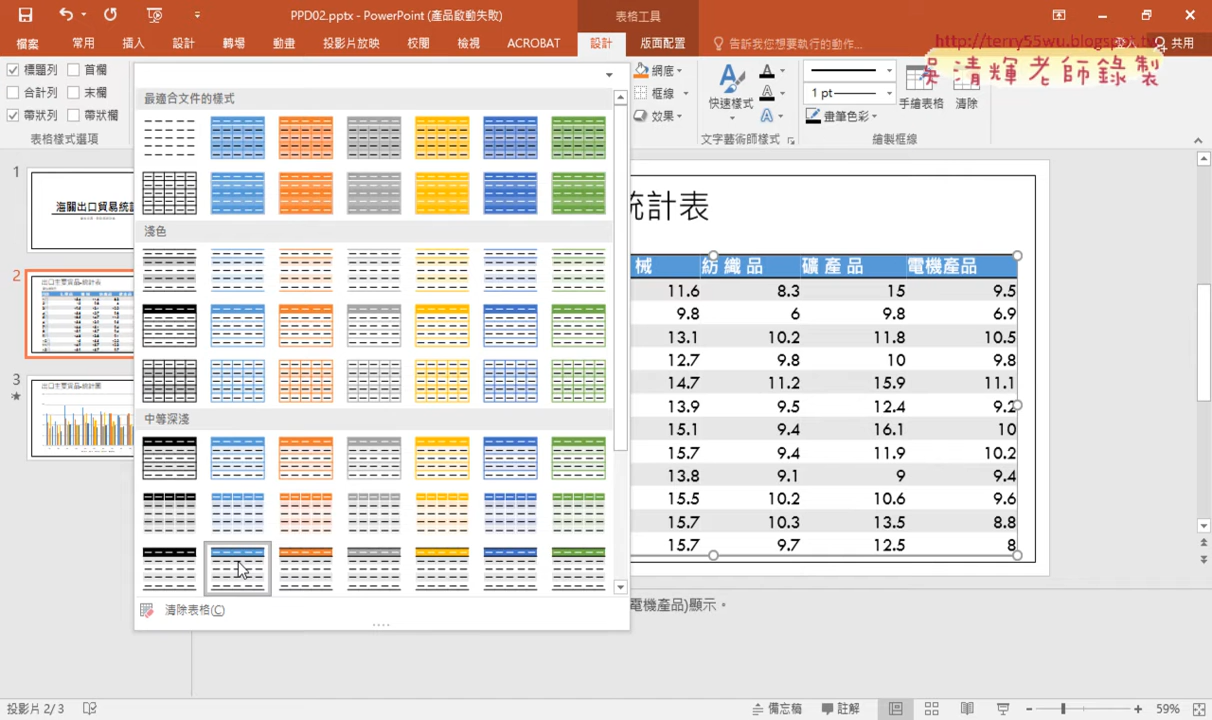 PPD02.pptx - PowerPoint (產品啟動失敗)
表格工具
檔案 常用 插入 設計 轉場 動畫 投影片放映 校閱 檢視 ACROBAT 設計 版面配置 告訴我您想要執行的動作... 登入 共用
http://terry55wu.blogspot.t
吳清輝老師錄製
標題列 首欄
合計列 末欄
帶狀列 帶狀欄
表格樣式選項
網底
框線
效果
快速樣式
文字藝術師樣式
1 pt
畫筆色彩
手繪表格 清除
繪製框線
最適合文件的樣式
淺色
中等深淺
清除表格(C)
1
海關出口貿易統計
2
3
統計表
械 紡織品 礦產品 電機產品
11.6 8.3 15 9.5
9.8 6 9.8 6.9
13.1 10.2 11.8 10.5
12.7 9.8 10 9.8
14.7 11.2 15.9 11.1
13.9 9.5 12.4 9.2
15.1 9.4 16.1 10
15.7 9.4 11.9 10.2
13.8 9.1 9 9.4
15.5 10.2 10.6 9.6
15.7 10.3 13.5 8.8
15.7 9.7 12.5 8
電機產品)顯示。
投影片 2/3 備忘稿 註解 59%